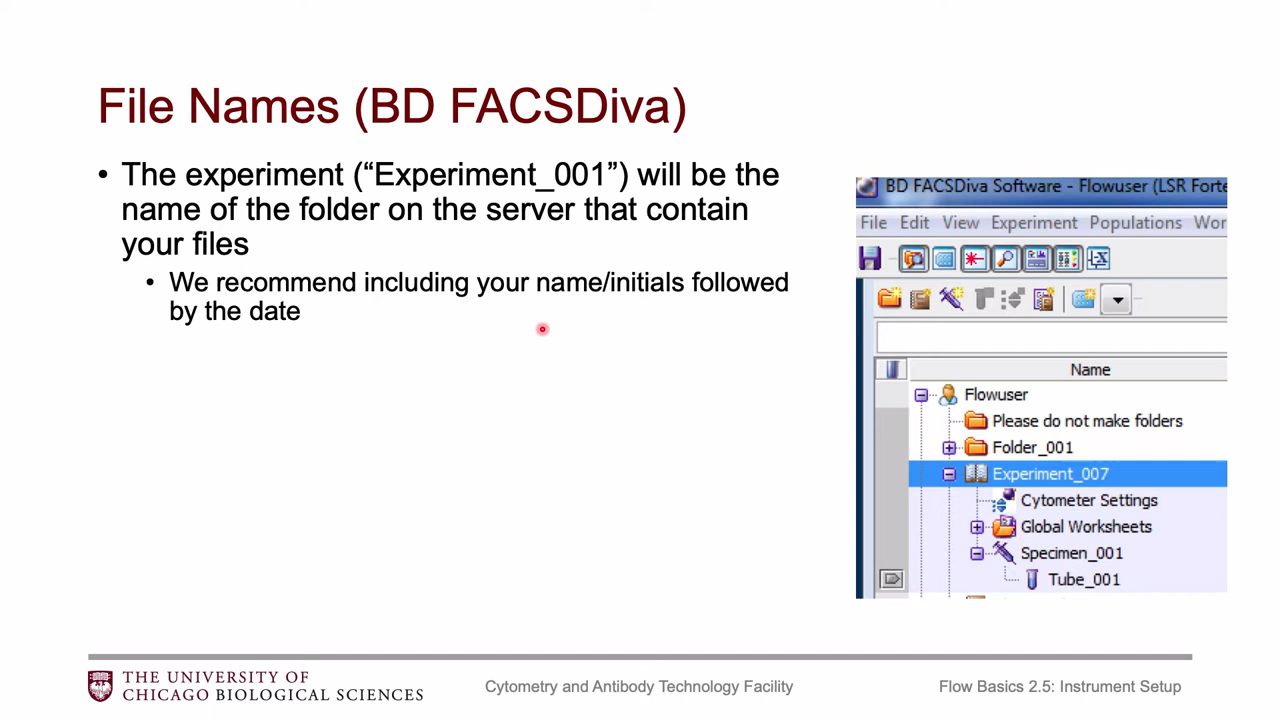 File Names (BD FACSDiva)
• The experiment (“Experiment_001”) will be the
name of the folder on the server that contain
your files
• We recommend including your name/initials followed
by the date
BD FACSDiva Software - Flowuser (LSR Forte
File Edit View Experiment Populations Wor
Name
Flowuser
Please do not make folders
Folder_001
Experiment_007
Cytometer Settings
Global Worksheets
Specimen_001
Tube_001
THE UNIVERSITY OF
CHICAGO BIOLOGICAL SCIENCES
Cytometry and Antibody Technology Facility
Flow Basics 2.5: Instrument Setup